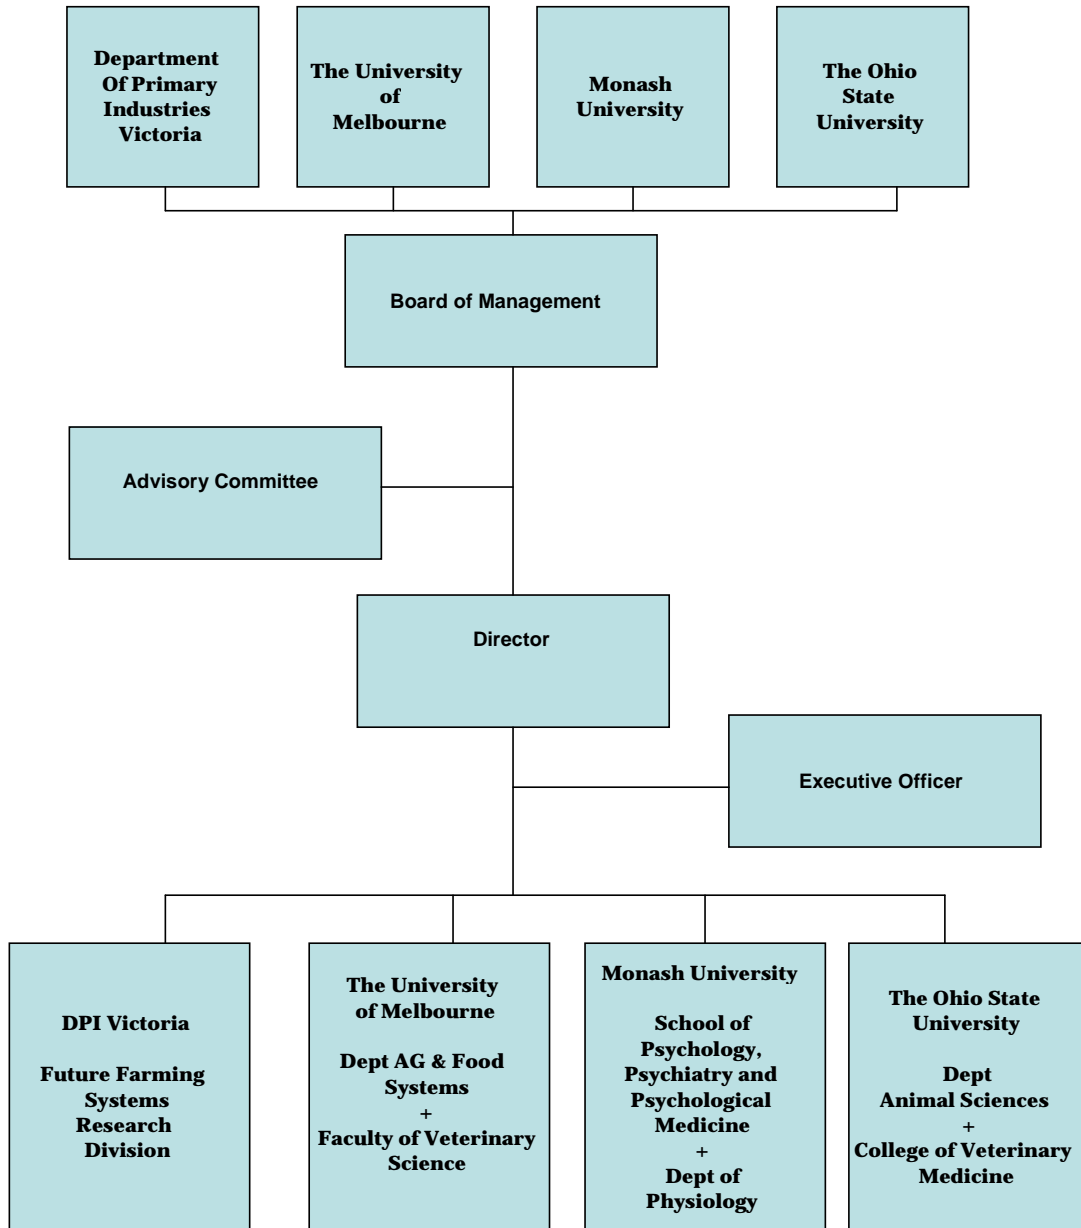 Department
Of Primary
Industries
Victoria
The University
of
Melbourne
Monash
University
The Ohio
State
University
Board of Management
Advisory Committee
Director
Executive Officer
DPI Victoria
Future Farming
Systems
Research
Division
The University
of Melbourne
Dept AG & Food
Systems
+
Faculty of Veterinary
Science
Monash University
School of
Psychology,
Psychiatry and
Psychological
Medicine
+
Dept of
Physiology
The Ohio State
University
Dept
Animal Sciences
+
College of Veterinary
Medicine